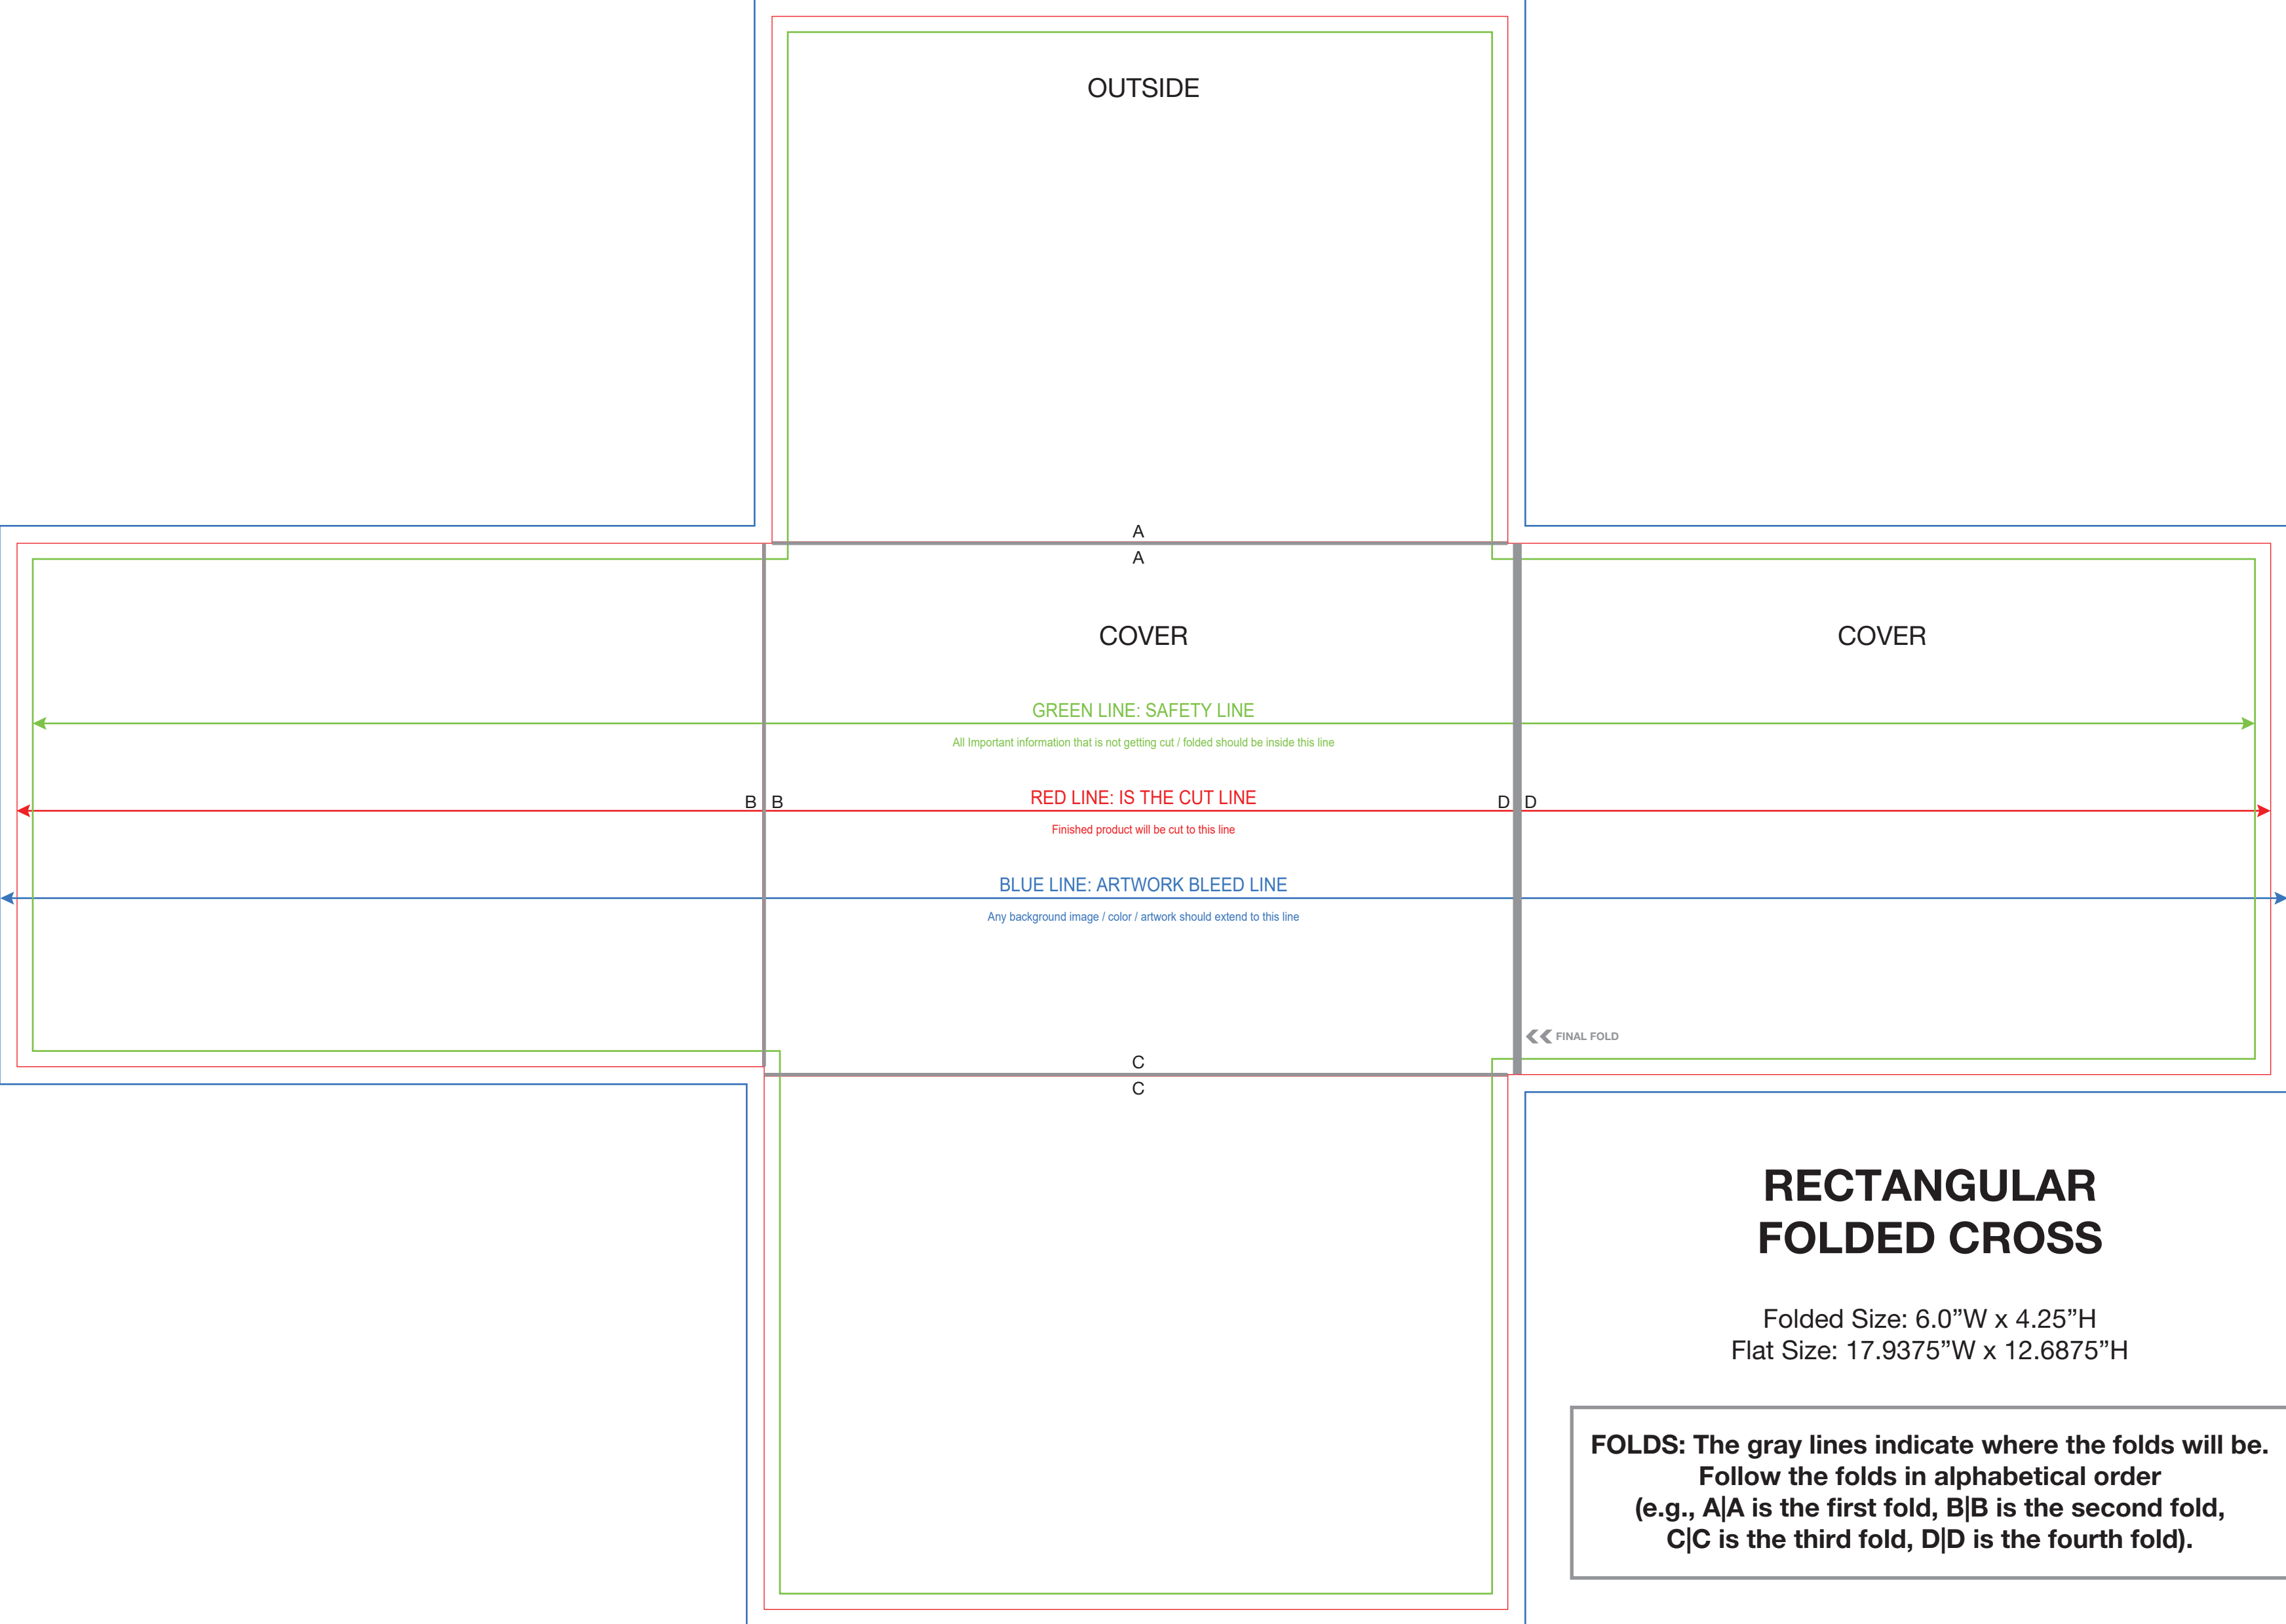 OUTSIDE
A
A
COVER
COVER
GREEN LINE: SAFETY LINE
All Important information that is not getting cut / folded should be inside this line
B B
RED LINE: IS THE CUT LINE
D D
Finished product will be cut to this line
BLUE LINE: ARTWORK BLEED LINE
Any background image / color / artwork should extend to this line
FINAL FOLD
C
C
RECTANGULAR
FOLDED CROSS
Folded Size: 6.0”W x 4.25”H
Flat Size: 17.9375”W x 12.6875”H
FOLDS: The gray lines indicate where the folds will be.
Follow the folds in alphabetical order
(e.g., A|A is the first fold, B|B is the second fold,
C|C is the third fold, D|D is the fourth fold).